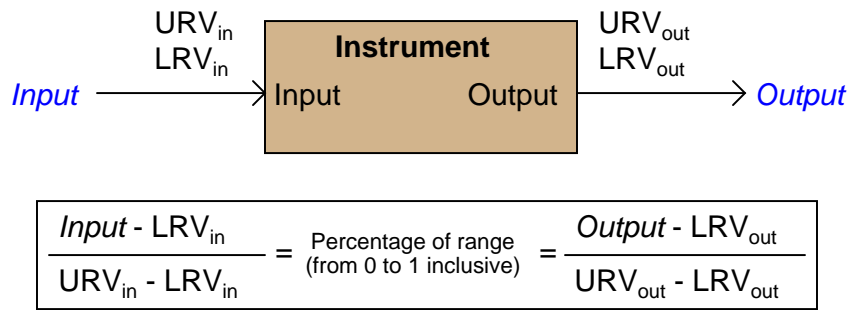 URV_in
LRV_in
Input
Instrument
Input Output
URV_out
LRV_out
Output
Input - LRV_in
URV_in - LRV_in
=
Percentage of range
(from 0 to 1 inclusive)
=
Output - LRV_out
URV_out - LRV_out